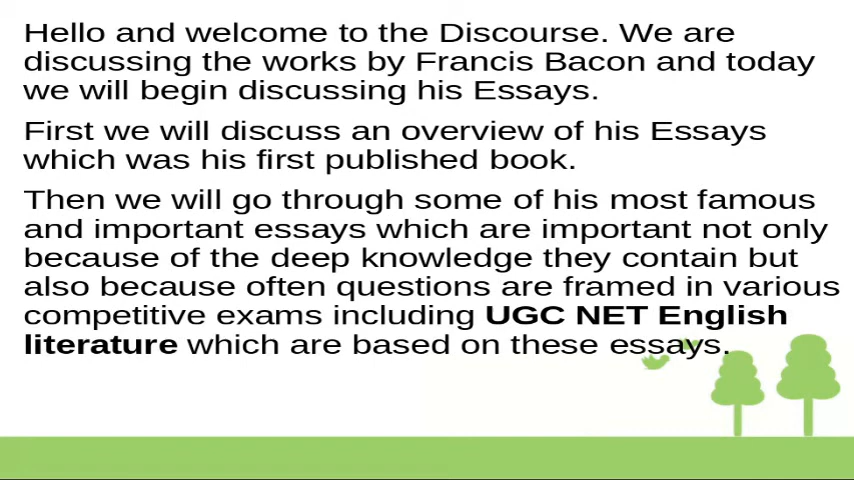 Hello and welcome to the Discourse. We are
discussing the works by Francis Bacon and today
we will begin discussing his Essays.
First we will discuss an overview of his Essays
which was his first published book.
Then we will go through some of his most famous
and important essays which are important not only
because of the deep knowledge they contain but
also because often questions are framed in various
competitive exams including UGC NET English
literature which are based on these essays.